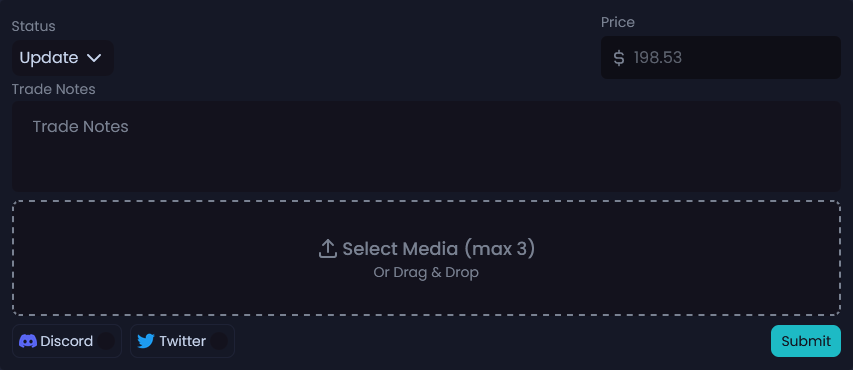 Status
Price
Update
$ 198.53
Trade Notes
Trade Notes
Select Media (max 3)
Or Drag & Drop
Discord
Twitter
Submit